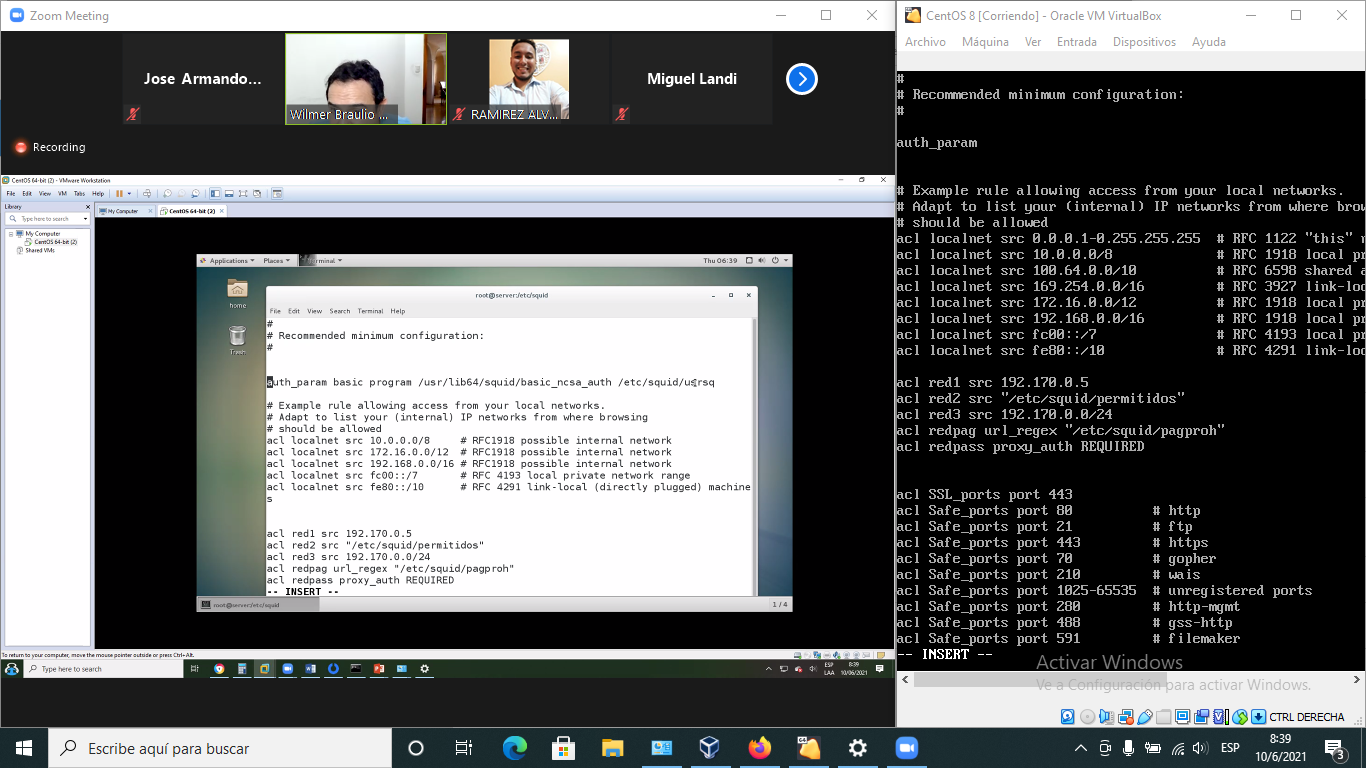 Zoom Meeting
Jose Armando...
Wilmer Braulio ...
RAMIREZ ALV...
Miguel Landi
Recording
CentOS 64-bit (2) - VMware Workstation
File Edit View VM Tabs Help
Library
Type here to search
My Computer
CentOS 64-bit (2)
Shared VMs
My Computer
CentOS 64-bit (2)
Applications Places Terminal Thu 06:39
home
Trash
root@server:/etc/squid
File Edit View Search Terminal Help
#
# Recommended minimum configuration:
#
auth_param basic program /usr/lib64/squid/basic_ncsa_auth /etc/squid/usrsq
# Example rule allowing access from your local networks.
# Adapt to list your (internal) IP networks from where browsing
# should be allowed
acl localnet src 10.0.0.0/8 # RFC1918 possible internal network
acl localnet src 172.16.0.0/12 # RFC1918 possible internal network
acl localnet src 192.168.0.0/16 # RFC1918 possible internal network
acl localnet src fc00::/7 # RFC 4193 local private network range
acl localnet src fe80::/10 # RFC 4291 link-local (directly plugged) machine
s
acl red1 src 192.170.0.5
acl red2 src "/etc/squid/permitidos"
acl red3 src 192.170.0.0/24
acl redpag url_regex "/etc/squid/pagproh"
acl redpass proxy_auth REQUIRED
-- INSERT --
root@server:/etc/squid
1 / 4
To return to your computer, move the mouse pointer outside or press Ctrl-Alt.
Type here to search
ESP
LAA
8:39
10/06/2021
CentOS 8 [Corriendo] - Oracle VM VirtualBox
Archivo Máquina Ver Entrada Dispositivos Ayuda
#
# Recommended minimum configuration:
#
auth_param
# Example rule allowing access from your local networks.
# Adapt to list your (internal) IP networks from where brow
# should be allowed
acl localnet src 0.0.0.1-0.255.255.255 # RFC 1122 "this" n
acl localnet src 10.0.0.0/8 # RFC 1918 local pr
acl localnet src 100.64.0.0/10 # RFC 6598 shared a
acl localnet src 169.254.0.0/16 # RFC 3927 link-loc
acl localnet src 172.16.0.0/12 # RFC 1918 local pr
acl localnet src 192.168.0.0/16 # RFC 1918 local pr
acl localnet src fc00::/7 # RFC 4193 local pr
acl localnet src fe80::/10 # RFC 4291 link-loc
acl red1 src 192.170.0.5
acl red2 src "/etc/squid/permitidos"
acl red3 src 192.170.0.0/24
acl redpag url_regex "/etc/squid/pagproh"
acl redpass proxy_auth REQUIRED
acl SSL_ports port 443
acl Safe_ports port 80 # http
acl Safe_ports port 21 # ftp
acl Safe_ports port 443 # https
acl Safe_ports port 70 # gopher
acl Safe_ports port 210 # wais
acl Safe_ports port 1025-65535 # unregistered ports
acl Safe_ports port 280 # http-mgmt
acl Safe_ports port 488 # gss-http
acl Safe_ports port 591 # filemaker
-- INSERT --
Activar Windows
Ve a Configuración para activar Windows.
CTRL DERECHA
Escribe aquí para buscar
ESP
8:39
10/6/2021
3